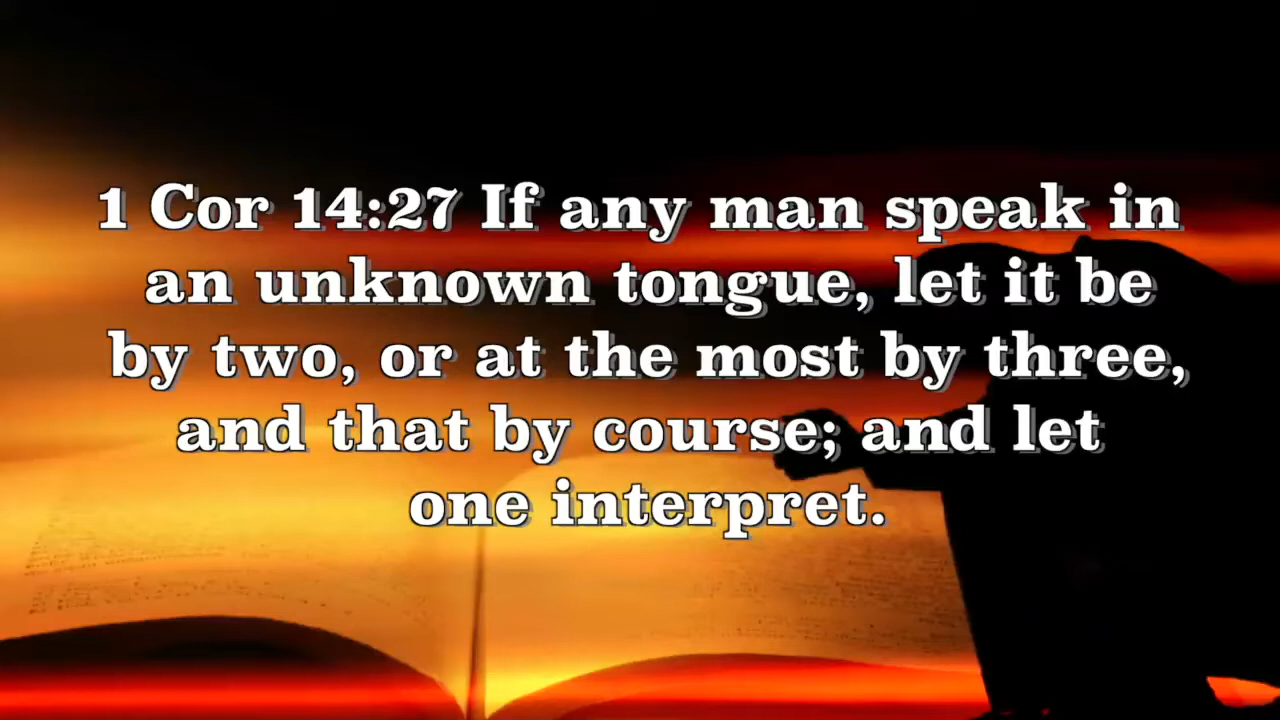 1 Cor 14:27 If any man speak in
an unknown tongue, let it be
by two, or at the most by three,
and that by course; and let
one interpret.